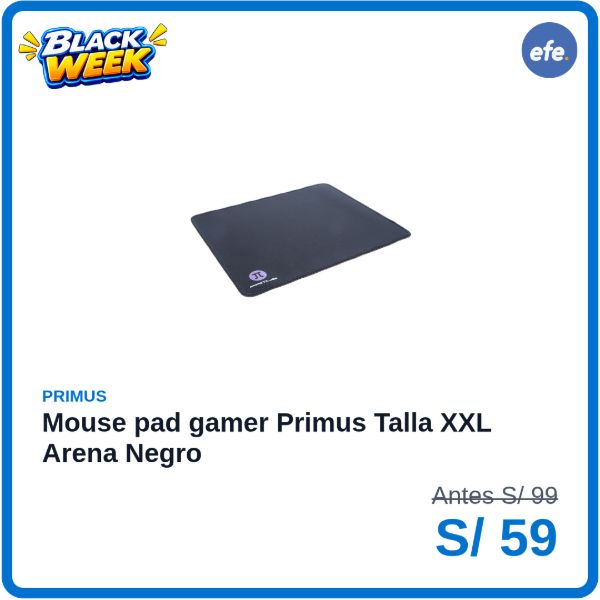 BLACK
WEEK
efe.
PRIMUS
Mouse pad gamer Primus Talla XXL
Arena Negro
Antes S/ 99
S/ 59